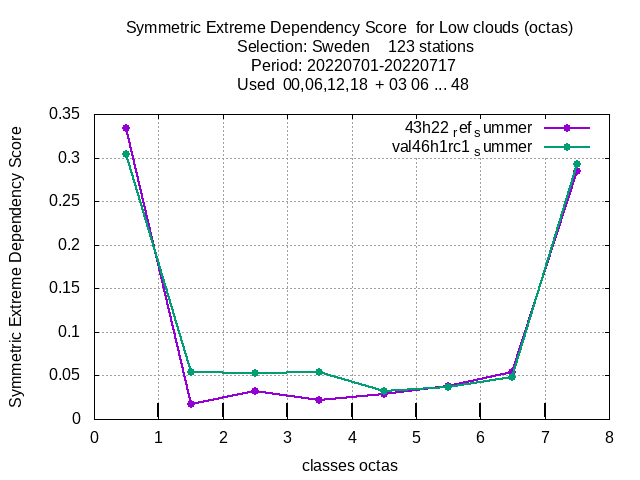 Symmetric Extreme Dependency Score  for Low clouds (octas)
Selection: Sweden    123 stations
Period: 20220701-20220717
Used  00,06,12,18  + 03 06 ... 48
43h22 refsummer
val46h1rc1 summer
Symmetric Extreme Dependency Score
0.35
0.3
0.25
0.2
0.15
0.1
0.05
0
0 1 2 3 4 5 6 7 8
classes octas